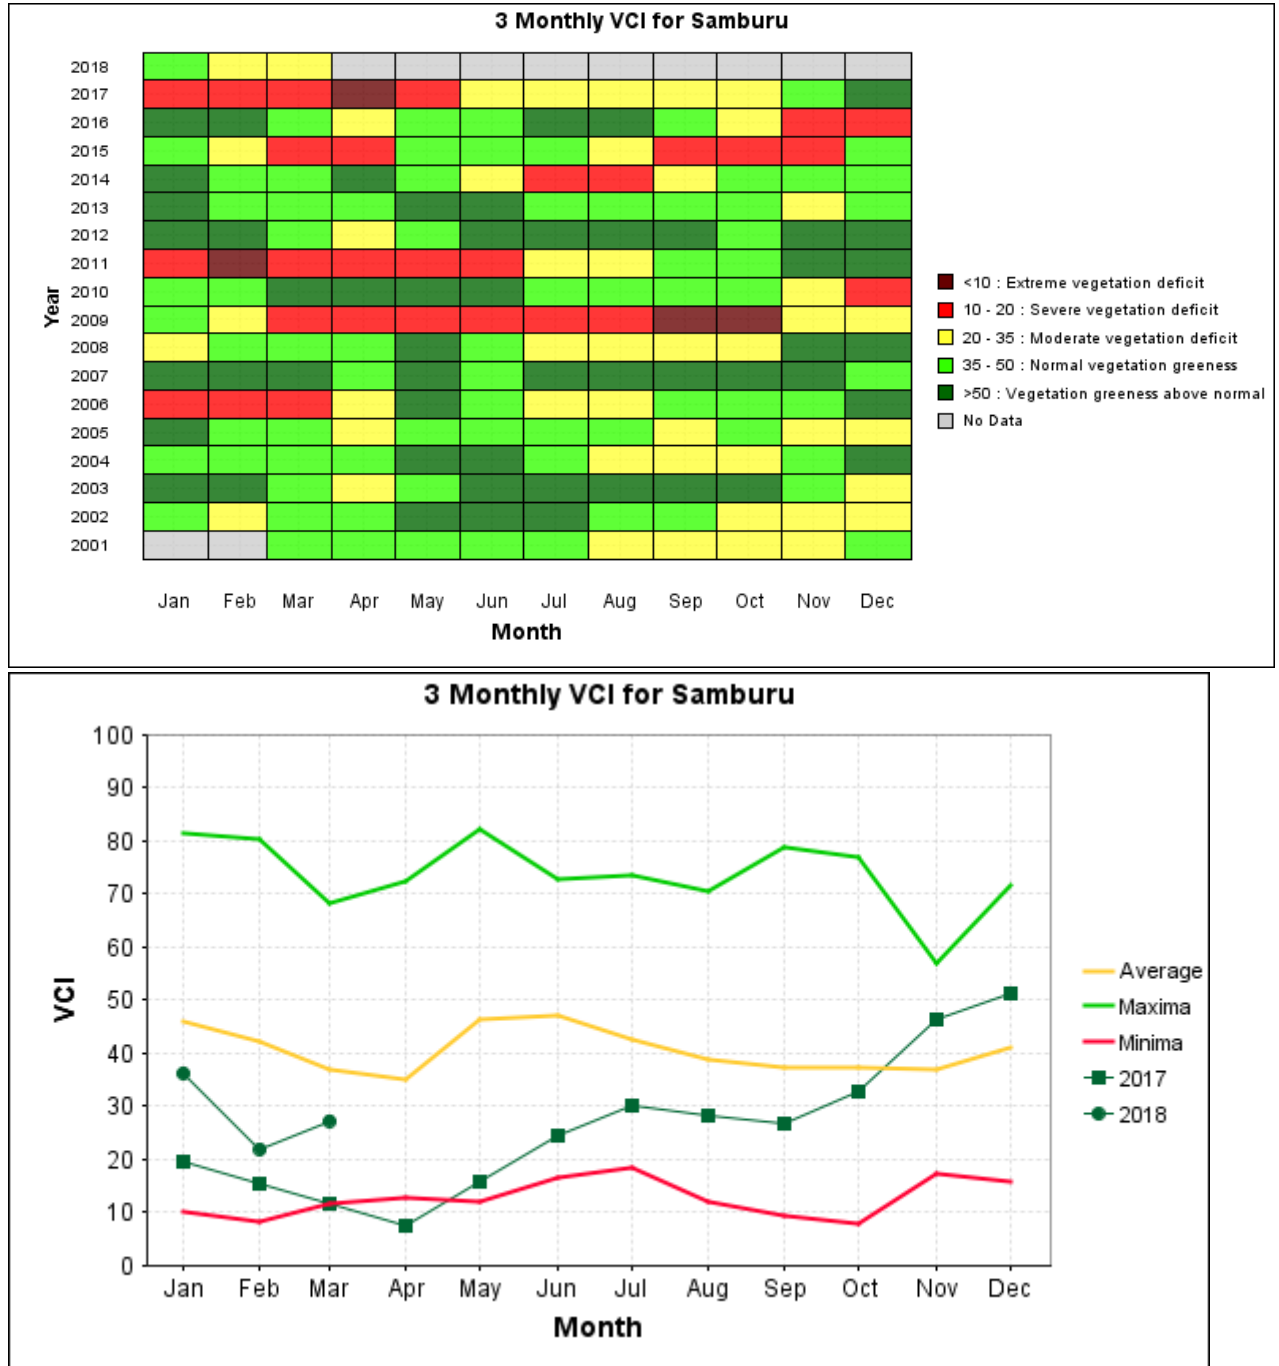 3 Monthly VCI for Samburu
2018
2017
2016
2015
2014
2013
2012
2011
2010
2009
2008
2007
2006
2005
2004
2003
2002
2001
Year
Jan Feb Mar Apr May Jun Jul Aug Sep Oct Nov Dec
Month
<10 : Extreme vegetation deficit
10 - 20 : Severe vegetation deficit
20 - 35 : Moderate vegetation deficit
35 - 50 : Normal vegetation greeness
>50 : Vegetation greeness above normal
No Data
3 Monthly VCI for Samburu
100
90
80
70
60
50
40
30
20
10
0
VCI
Jan Feb Mar Apr May Jun Jul Aug Sep Oct Nov Dec
Month
Average
Maxima
Minima
2017
2018